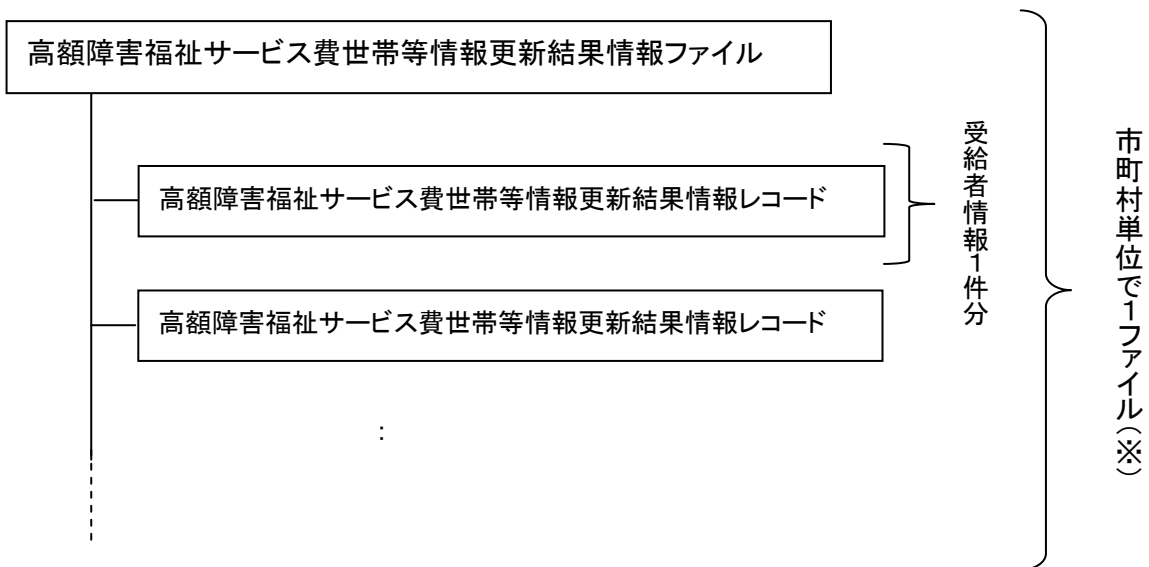 高額障害福祉サービス費世帯等情報更新結果情報ファイル
高額障害福祉サービス費世帯等情報更新結果情報レコード
受給者情報1件分
高額障害福祉サービス費世帯等情報更新結果情報レコード
:
市町村単位で1ファイル(※)